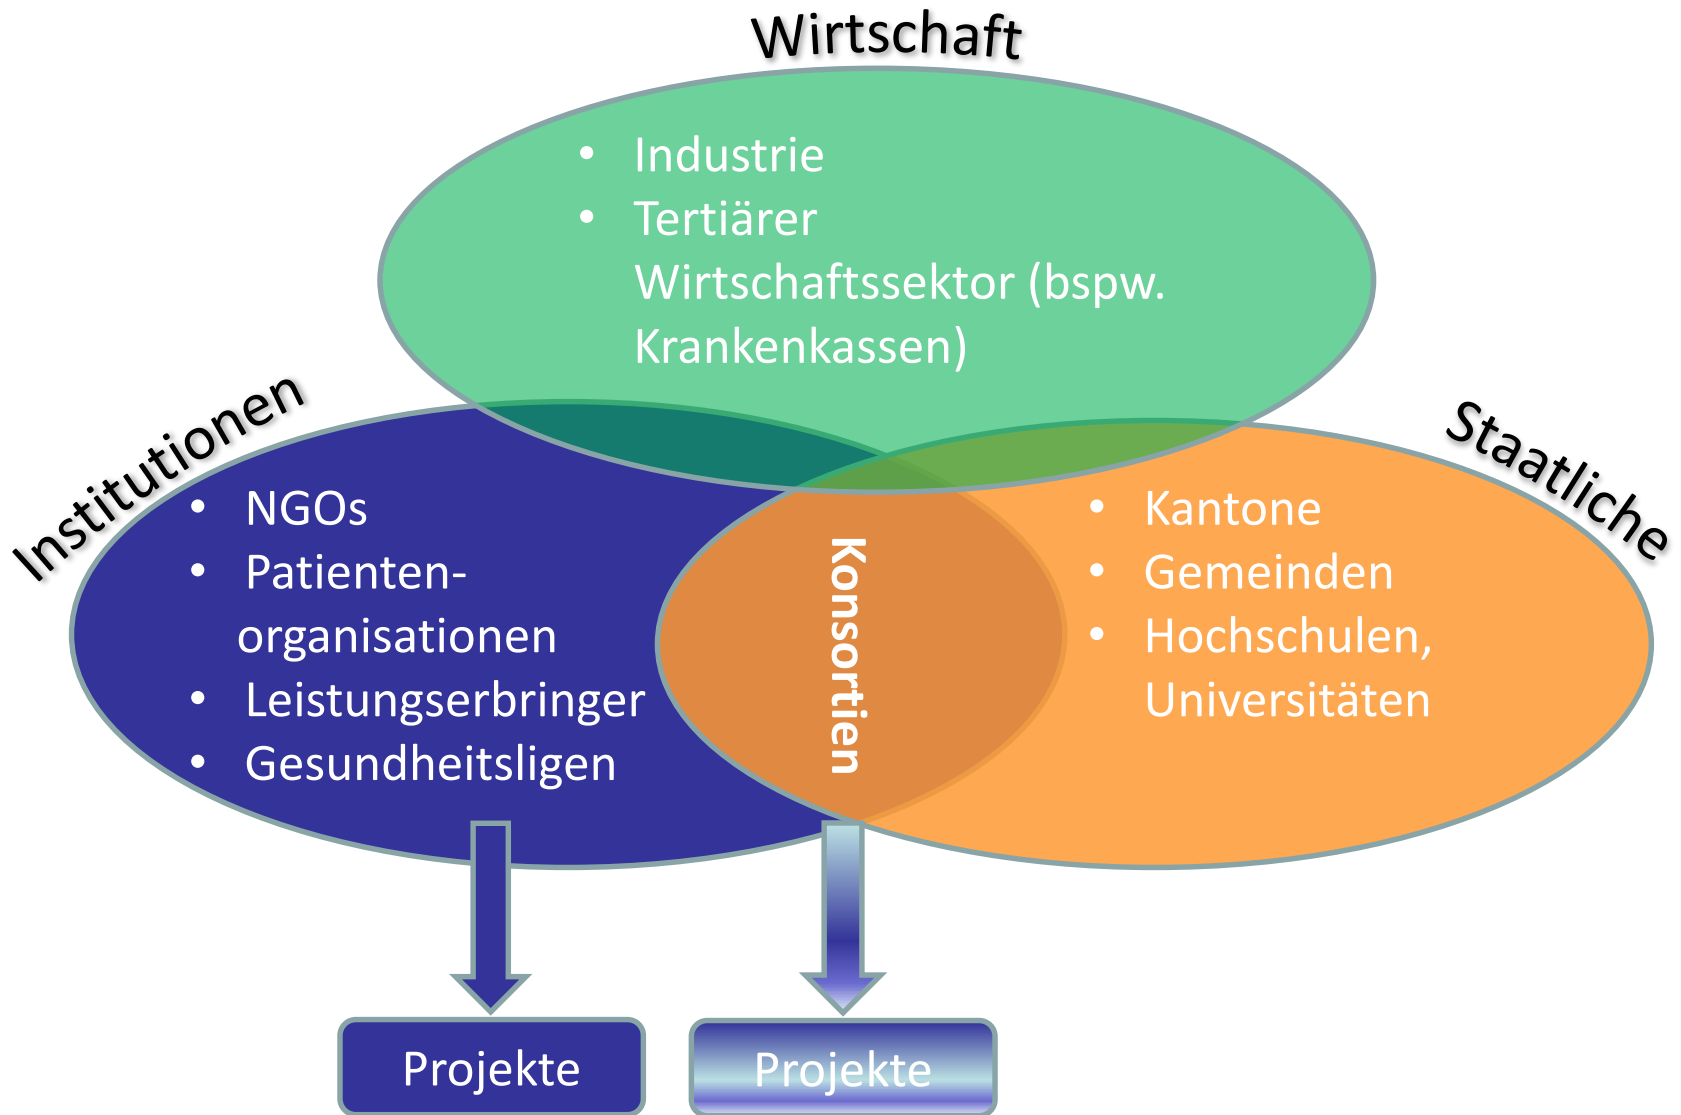 Wirtschaft
• Industrie
• Tertiärer
Wirtschaftssektor (bspw.
Krankenkassen)
Institutionen
• NGOs
• Patienten-
organisationen
• Leistungserbringer
• Gesundheitsligen
Konsortien
Staatliche
• Kantone
• Gemeinden
• Hochschulen,
Universitäten
Projekte
Projekte